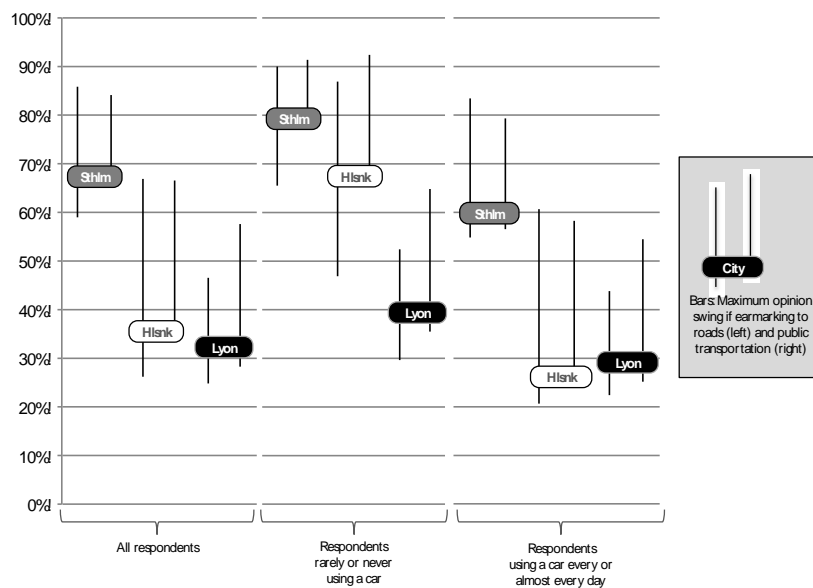 100%!
90%!
80%!
70%!
60%!
50%!
40%!
30%!
20%!
10%!
0%!
Sthlm
Hlsnk
Lyon
Sthlm
Hlsnk
Lyon
Sthlm
Hlsnk
Lyon
All respondents
Respondents
rarely or never
using a car
Respondents
using a car every or
almost every day
City
Bars: Maximum opinion
swing if earmarking to
roads (left) and public
transportation (right)